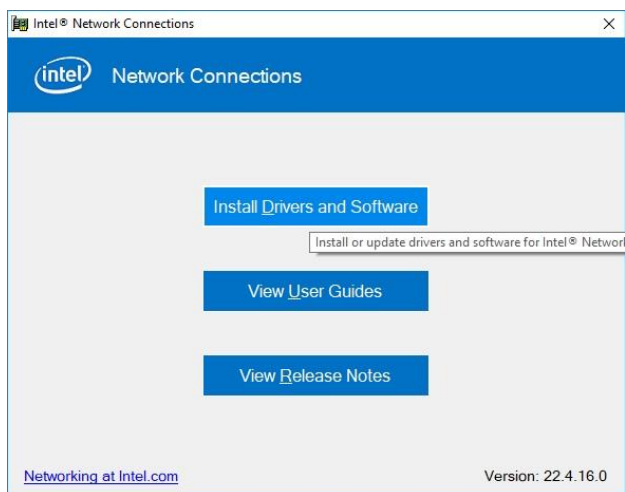 Intel® Network Connections
intel Network Connections
Install Drivers and Software
Install or update drivers and software for Intel® Networ
View User Guides
View Release Notes
Networking at Intel.com
Version: 22.4.16.0